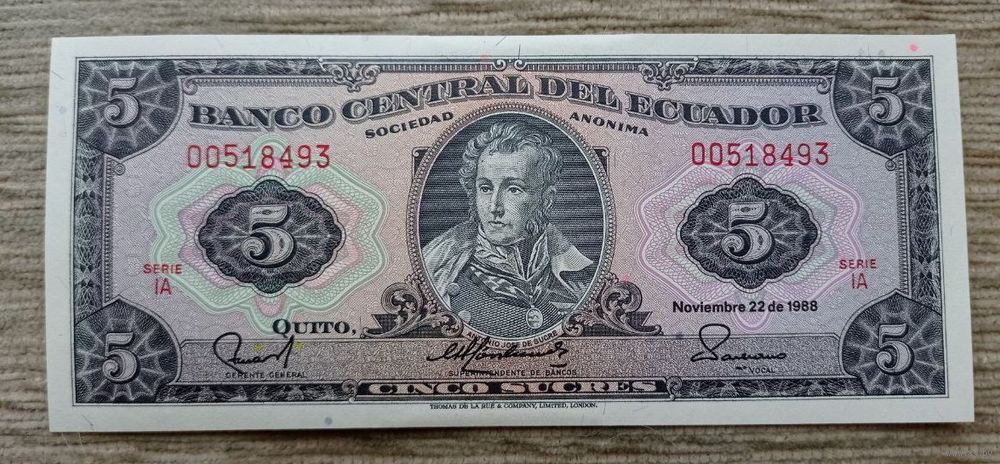 5 5
BANCO CENTRAL DEL ECUADOR
SOCIEDAD ANONIMA
00518493 00518493
5 5
SERIE IA SERIE IA
Noviembre 22 de 1988
QUITO,
ANTONIO JOSE DE SUCRE
5 5
GERENTE GENERAL SUPERINTENDENTE DE BANCOS VOCAL
CINCO SUCRES
THOMAS DE LA RUE & COMPANY, LIMITED, LONDON.